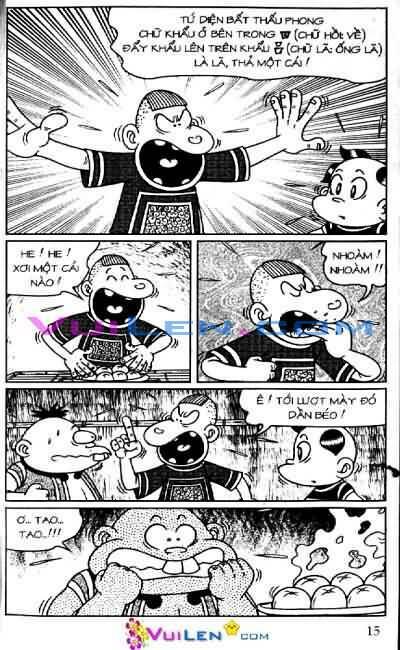 TỨ DIỆN BẤT THẤU PHONG
CHỮ KHẨU Ở BÊN TRONG (CHỮ HỒI: VỀ)
ĐẨY KHẨU LÊN TRÊN KHẨU (CHỮ LÃ: ỐNG LÃ)
LÀ LÃ, THẢ MỘT CÁI!
HE! HE!
XƠI MỘT CÁI
NÀO!
NHOÀM!
NHOÀM!!
VUILEN.COM
Ê! TỚI LƯỢT MÀY ĐÓ
DẦN BÉO!
Ơ... TAO...
TAO...!!!
15
VUILEN.COM